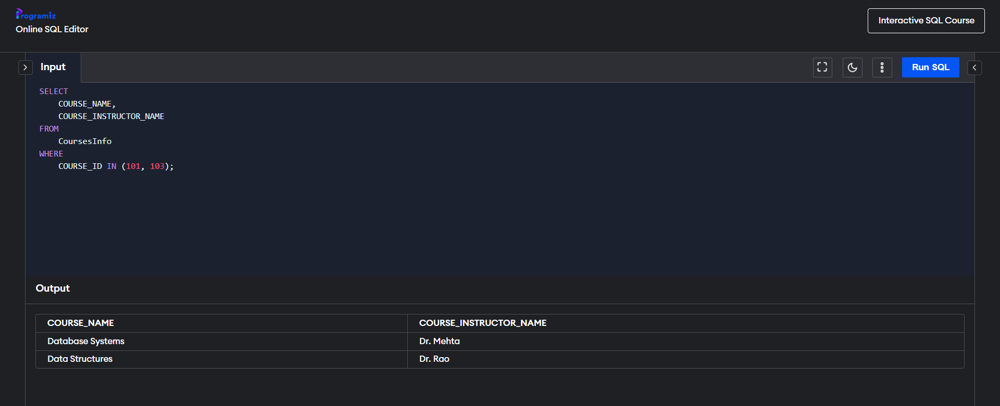 Programiz
Online SQL Editor
Interactive SQL Course
Input
Run SQL
SELECT
    COURSE_NAME,
    COURSE_INSTRUCTOR_NAME
FROM
    CoursesInfo
WHERE
    COURSE_ID IN (101, 103);
Output
COURSE_NAME COURSE_INSTRUCTOR_NAME
Database Systems Dr. Mehta
Data Structures Dr. Rao